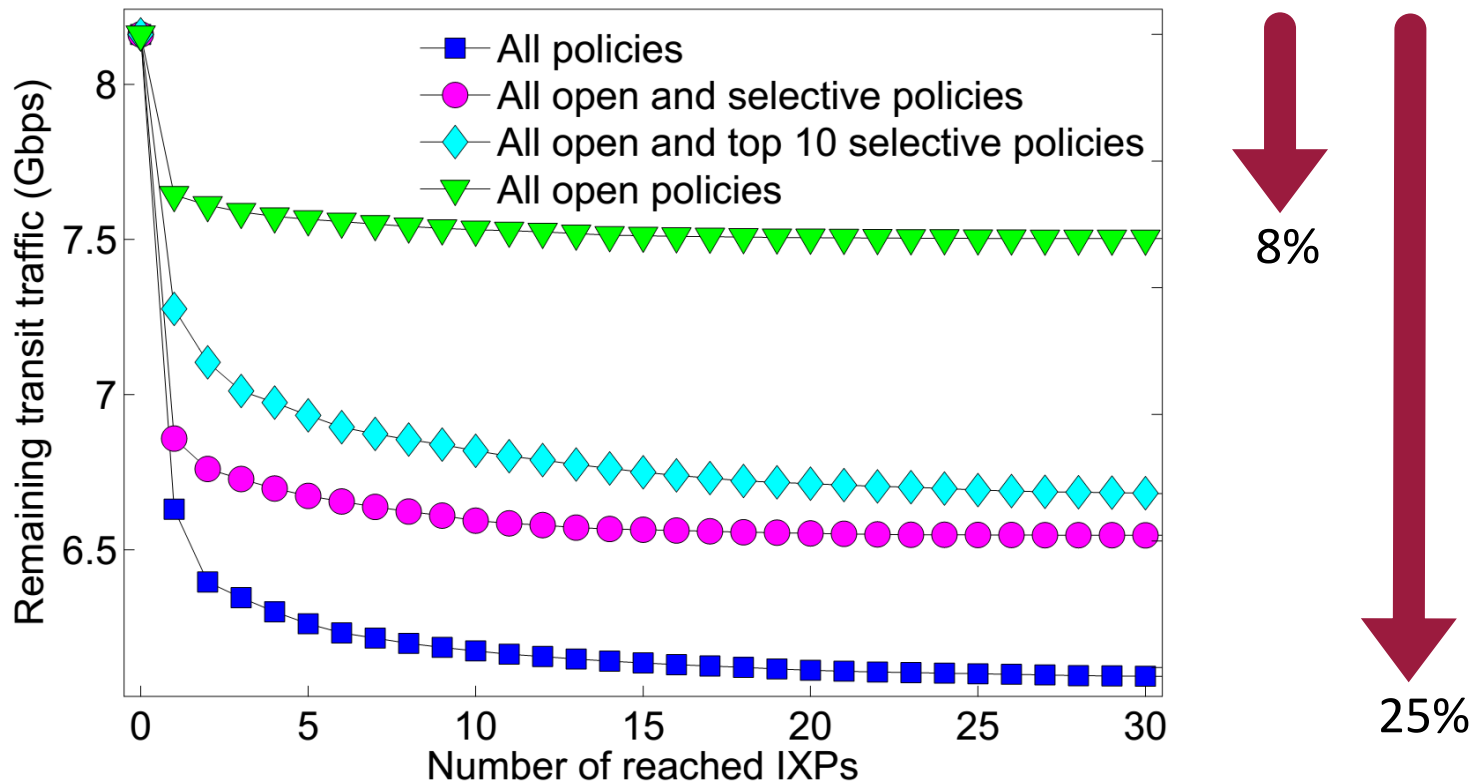 Remaining transit traffic (Gbps)
8
7.5
7
6.5
All policies
All open and selective policies
All open and top 10 selective policies
All open policies
0 5 10 15 20 25 30
Number of reached IXPs
8%
25%